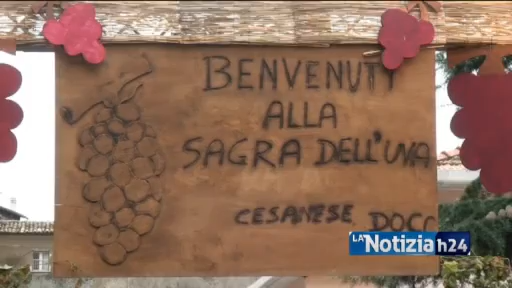 BENVENUTI
ALLA
SAGRA DELL'UVA
CESANESE DOCG
LA Notizia h24